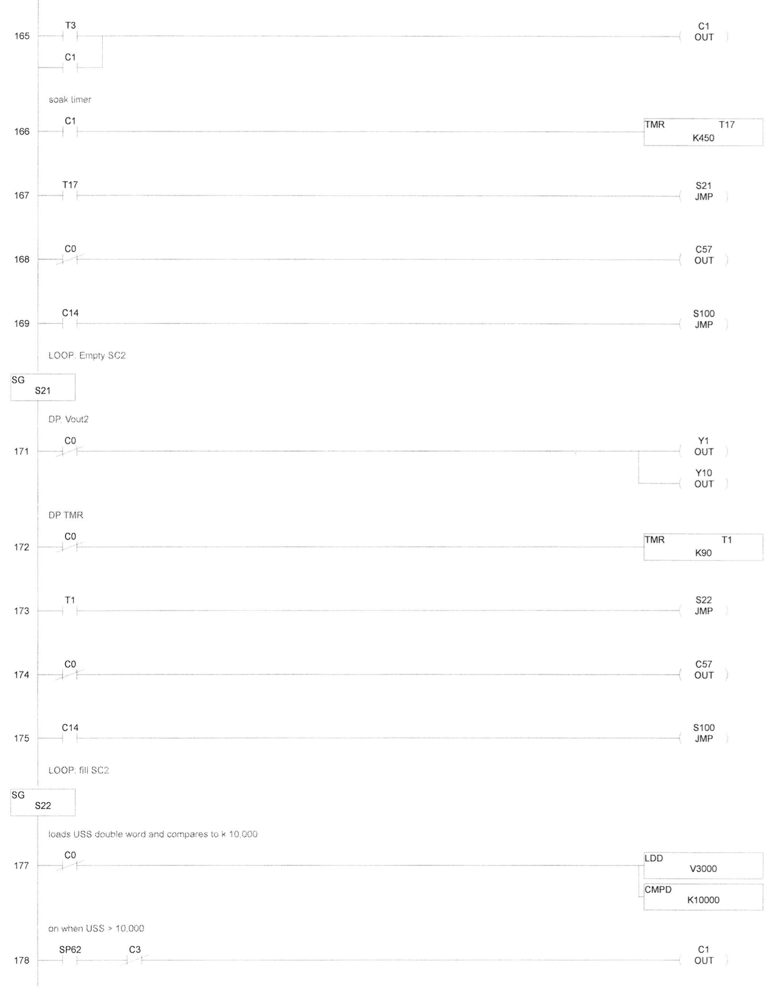 T3
C1
165
OUT
C1
soak timer
C1
166
TMR T17
K450
T17
S21
167
JMP
C0
C57
168
OUT
C14
S100
169
JMP
LOOP. Empty SC2
SG
S21
DP. Vout2
C0
Y1
171
OUT
Y10
OUT
DP TMR
C0
172
TMR T1
K90
T1
S22
173
JMP
C0
C57
174
OUT
C14
S100
175
JMP
LOOP: fill SC2
SG
S22
loads USS double word and compares to k 10,000
C0
177
LDD
V3000
CMPD
K10000
on when USS > 10,000
SP62 C3
C1
178
OUT